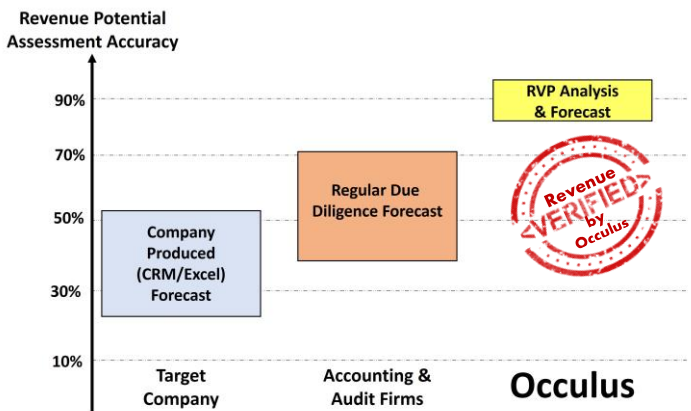 Revenue Potential
Assessment Accuracy
90%
70%
50%
30%
10%
RVP Analysis
& Forecast
Regular Due
Diligence Forecast
Company
Produced
(CRM/Excel)
Forecast
Revenue
VERIFIED
by
Occulus
Target
Company
Accounting &
Audit Firms
Occulus